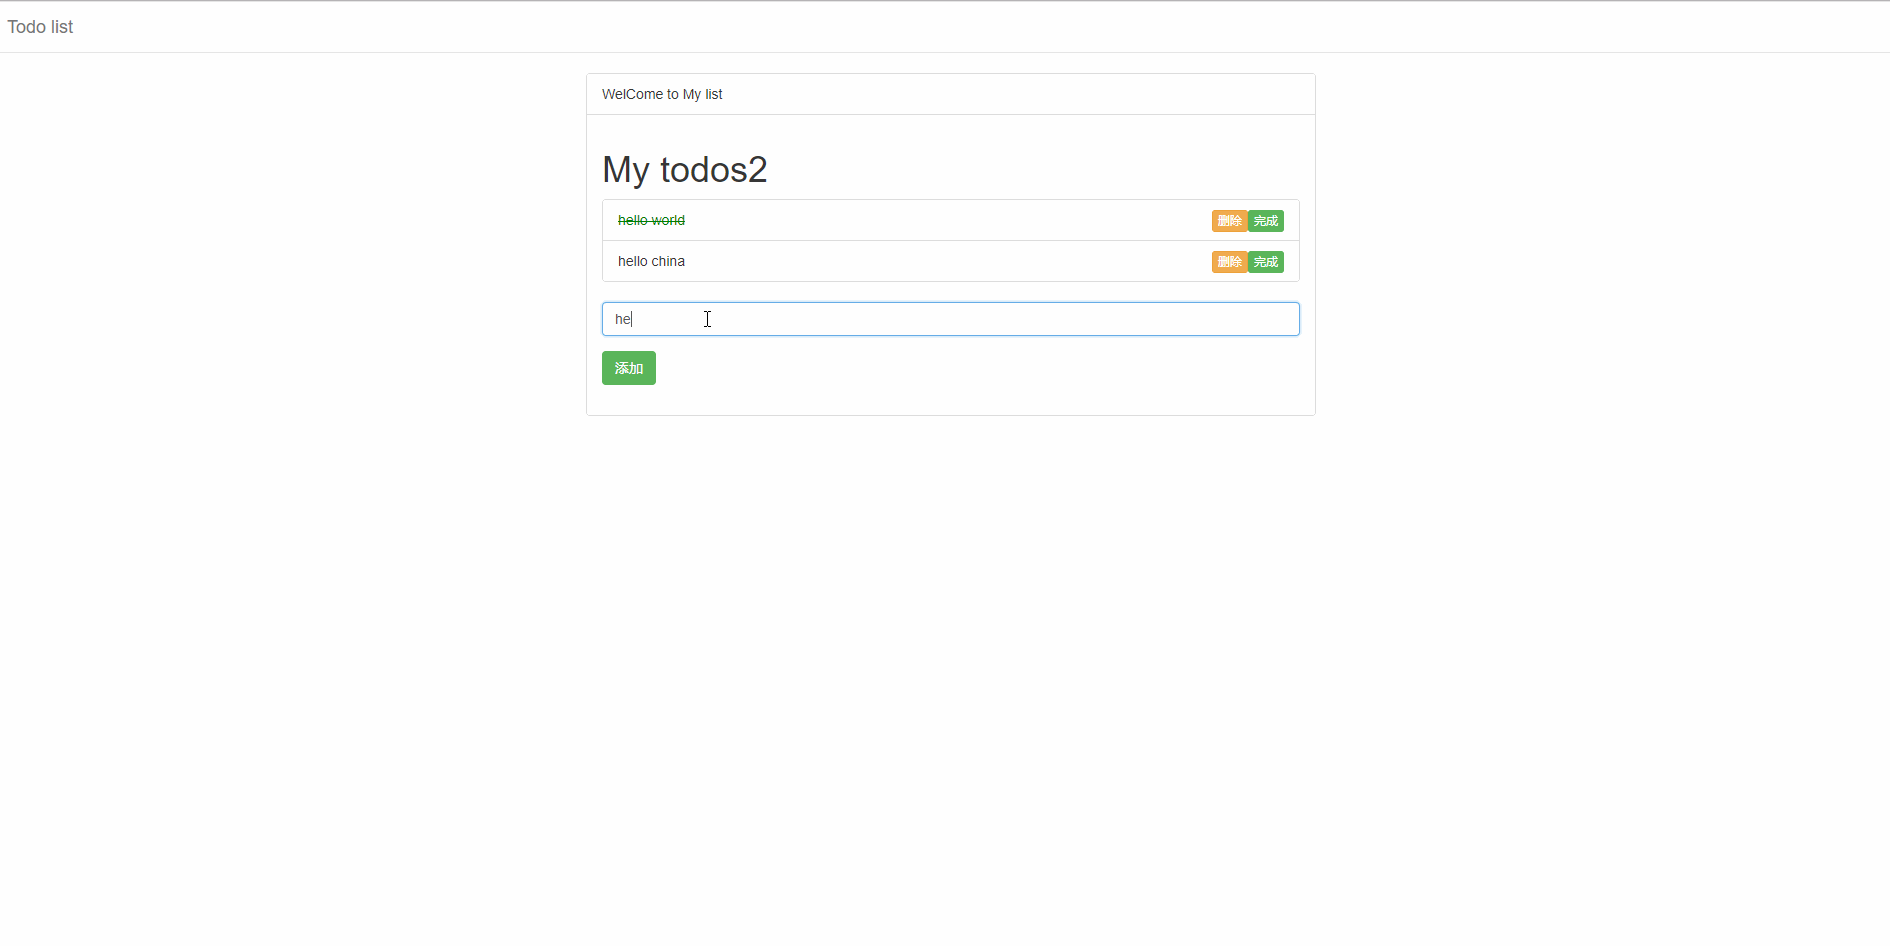 Todo list
WelCome to My list
My todos2
hello world 删除 完成
hello china 删除 完成
he
添加